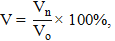 V = Vn/Vo × 100%,